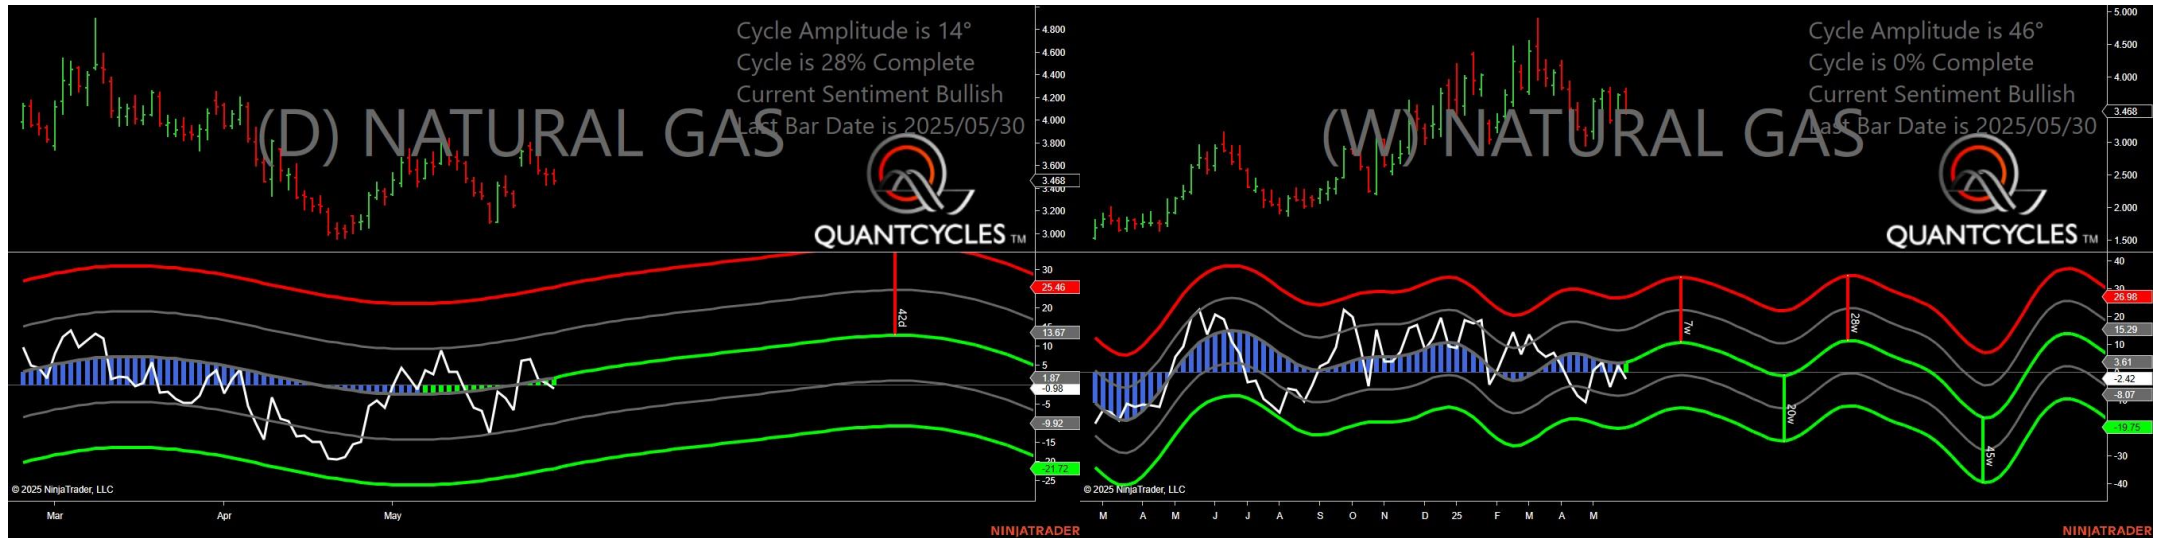 Cycle Amplitude is 14°
Cycle is 28% Complete
Current Sentiment Bullish
Last Bar Date is 2025/05/30
(D) NATURAL GAS
QUANTCYCLES TM
4.800
4.600
4.400
4.200
4.000
3.800
3.600
3.468
3.400
3.200
3.000
42d
30
25.46
20
13.67
10
5
1.87
-0.98
-5
-9.92
-15
-21.72
-25
© 2025 NinjaTrader, LLC
Mar Apr May
NINJATRADER
Cycle Amplitude is 46°
Cycle is 0% Complete
Current Sentiment Bullish
Last Bar Date is 2025/05/30
(W) NATURAL GAS
QUANTCYCLES TM
5.000
4.500
4.000
3.468
3.000
2.500
2.000
1.500
7w
28w
20w
45w
40
30
26.98
20
15.29
10
3.61
-2.42
-8.07
-19.75
-30
-40
© 2025 NinjaTrader, LLC
M A M J J A S O N D 25 F M A M
NINJATRADER